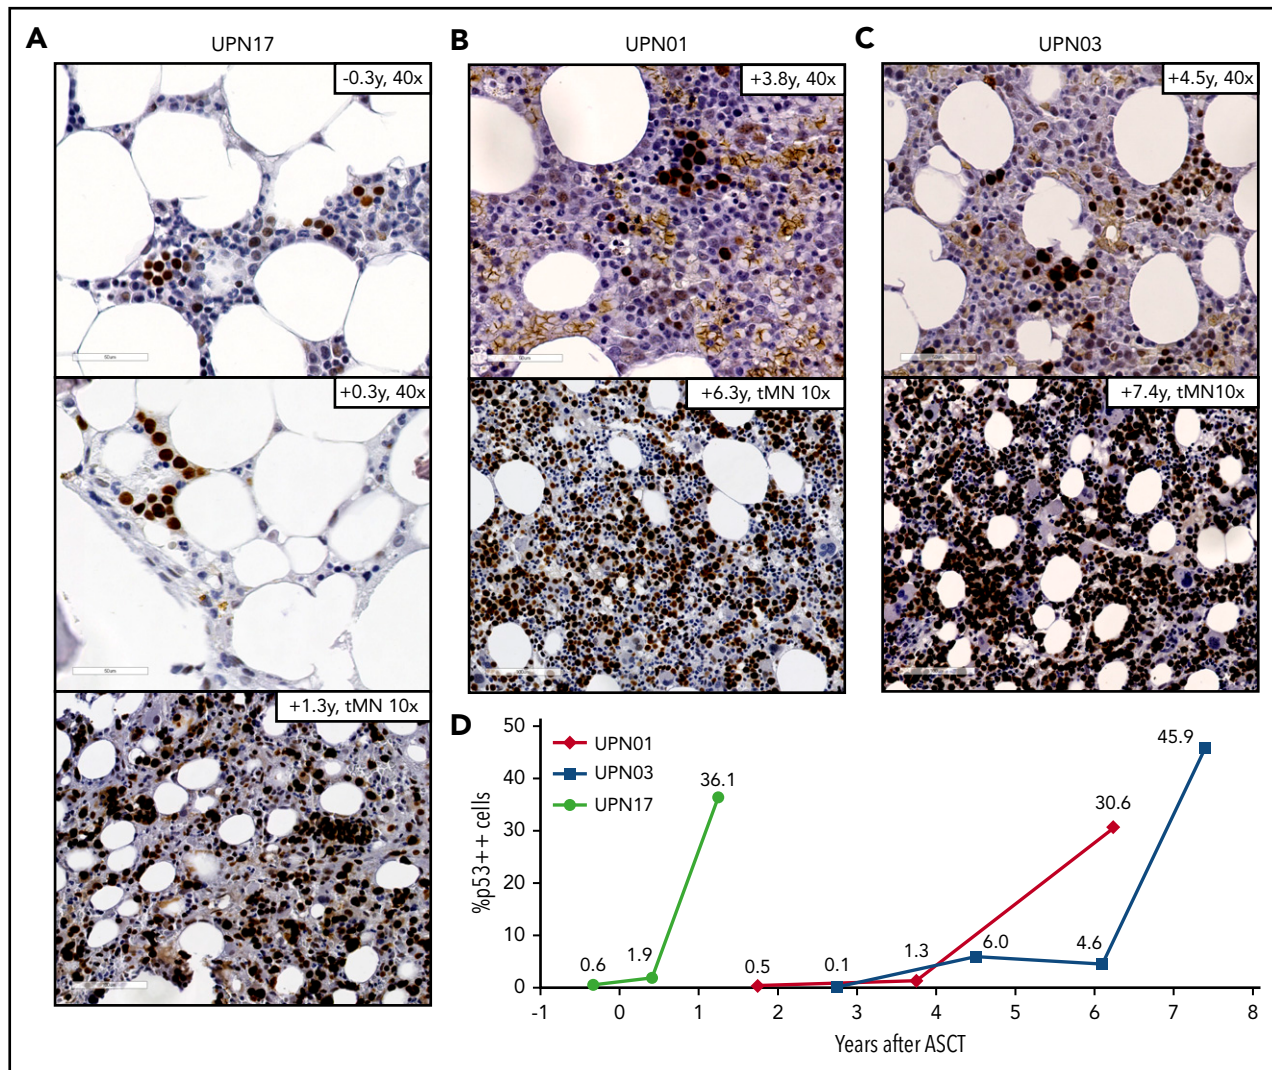 A
UPN17
-0.3y, 40x
50um
+0.3y, 40x
50um
+1.3y, tMN 10x
B
UPN01
+3.8y, 40x
50um
+6.3y, tMN 10x
C
UPN03
+4.5y, 40x
+7.4y, tMN10x
D
50
40
30
20
10
0
%p53++ cells
UPN01
UPN03
UPN17
0.6
1.9
36.1
0.5
0.1
1.3
6.0
4.6
30.6
45.9
-1 0 1 2 3 4 5 6 7 8
Years after ASCT